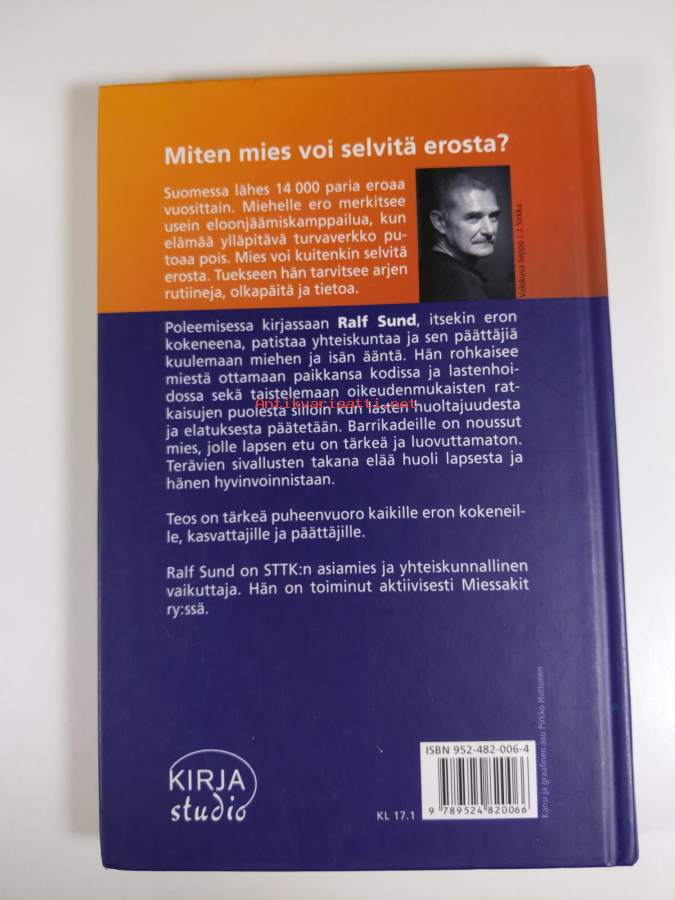 Miten mies voi selvitä erosta?
Suomessa lähes 14 000 paria eroaa
vuosittain. Miehelle ero merkitsee
usein eloonjäämiskamppailua, kun
elämää ylläpitävä turvaverkko pu-
toaa pois. Mies voi kuitenkin selvitä
erosta. Tuekseen hän tarvitsee arjen
rutiineja, olkapäitä ja tietoa.
Valokuva Seppo J. J. Sirkka
Poleemisessa kirjassaan Ralf Sund, itsekin eron
kokeneena, patistaa yhteiskuntaa ja sen päättäjiä
kuulemaan miehen ja isän ääntä. Hän rohkaisee
miestä ottamaan paikkansa kodissa ja lastenhoi-
dossa sekä taistelemaan oikeudenmukaisten rat-
Antikvariaatti.net
kaisujen puolesta silloin kun lasten huoltajuudesta
ja elatuksesta päätetään. Barrikadeille on noussut
mies, jolle lapsen etu on tärkeä ja luovuttamaton.
Terävien sivallusten takana elää huoli lapsesta ja
hänen hyvinvoinnistaan.
Teos on tärkeä puheenvuoro kaikille eron kokeneil-
le, kasvattajille ja päättäjille.
Ralf Sund on STTK:n asiamies ja yhteiskunnallinen
vaikuttaja. Hän on toiminut aktiivisesti Miessakit
ry:ssä.
Kansi ja graafinen asu Pirkko Huttunen
ISBN 952-482-006-4
9 789524 820066
KL 17.1
KIRJA
studio